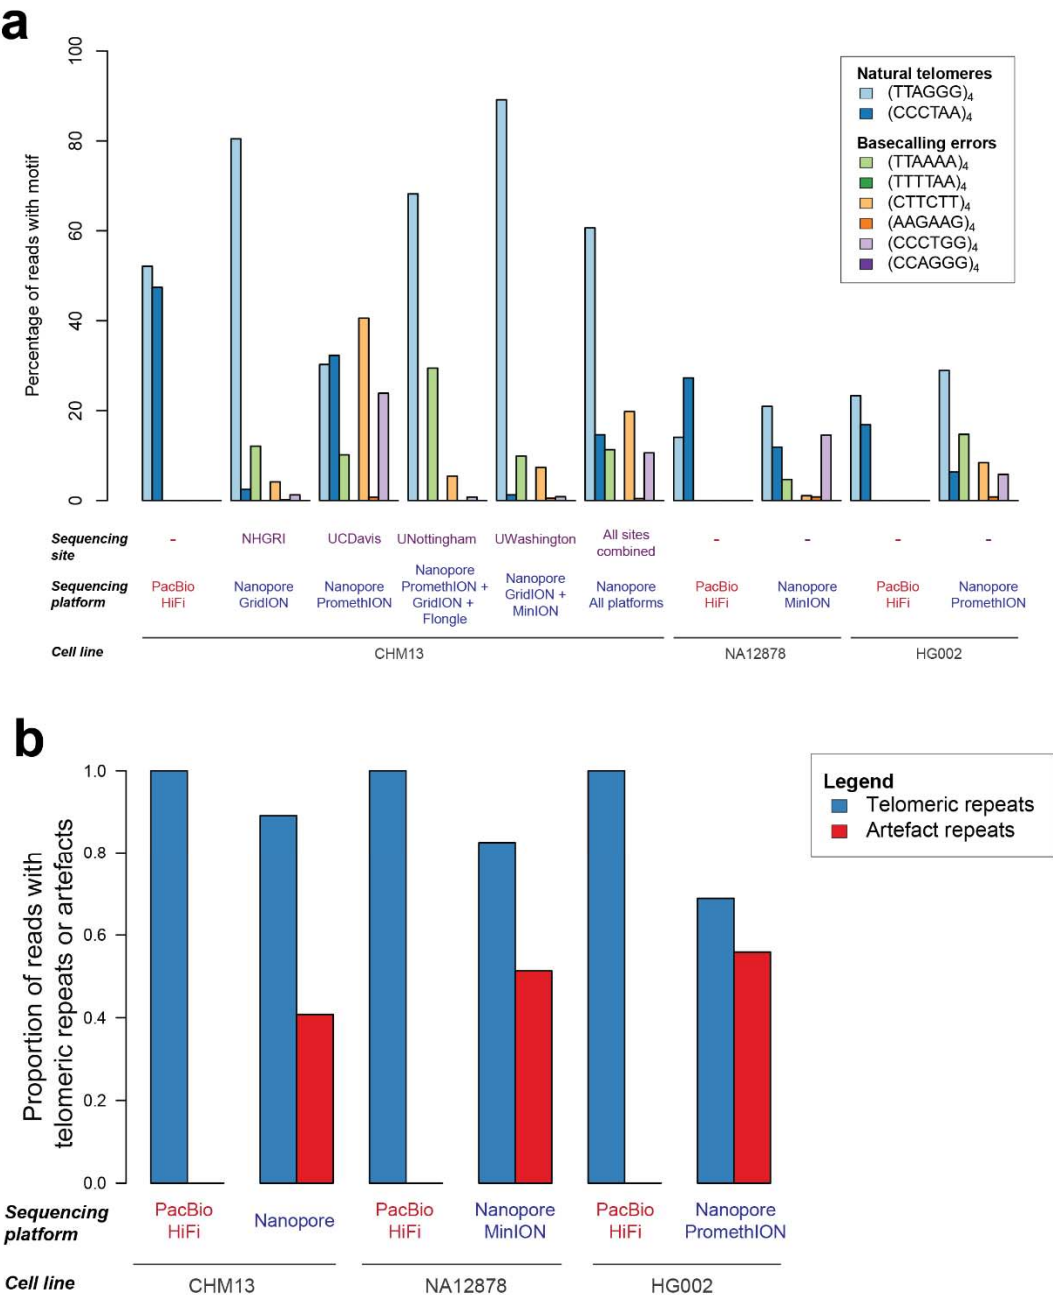 a
100
80
60
40
20
0
Percentage of reads with motif
Natural telomeres
(TTAGGG)4
(CCCTAA)4
Basecalling errors
(TTAAAA)4
(TTTTAA)4
(CTTCTT)4
(AAGAAG)4
(CCCTGG)4
(CCAGGG)4
Sequencing
site
- NHGRI UCDavis UNottingham UWashington All sites
combined
- - - -
Sequencing
platform
PacBio
HiFi
Nanopore
GridION
Nanopore
PromethION
Nanopore
PromethION +
GridION +
Flongle
Nanopore
GridION +
MinION
Nanopore
All platforms
PacBio
HiFi
Nanopore
MinION
PacBio
HiFi
Nanopore
PromethION
Cell line
CHM13 NA12878 HG002
b
1.0
0.8
0.6
0.4
0.2
0.0
Proportion of reads with
telomeric repeats or artefacts
Legend
Telomeric repeats
Artefact repeats
Sequencing
platform
PacBio
HiFi
Nanopore
PacBio
HiFi
Nanopore
MinION
PacBio
HiFi
Nanopore
PromethION
Cell line
CHM13 NA12878 HG002